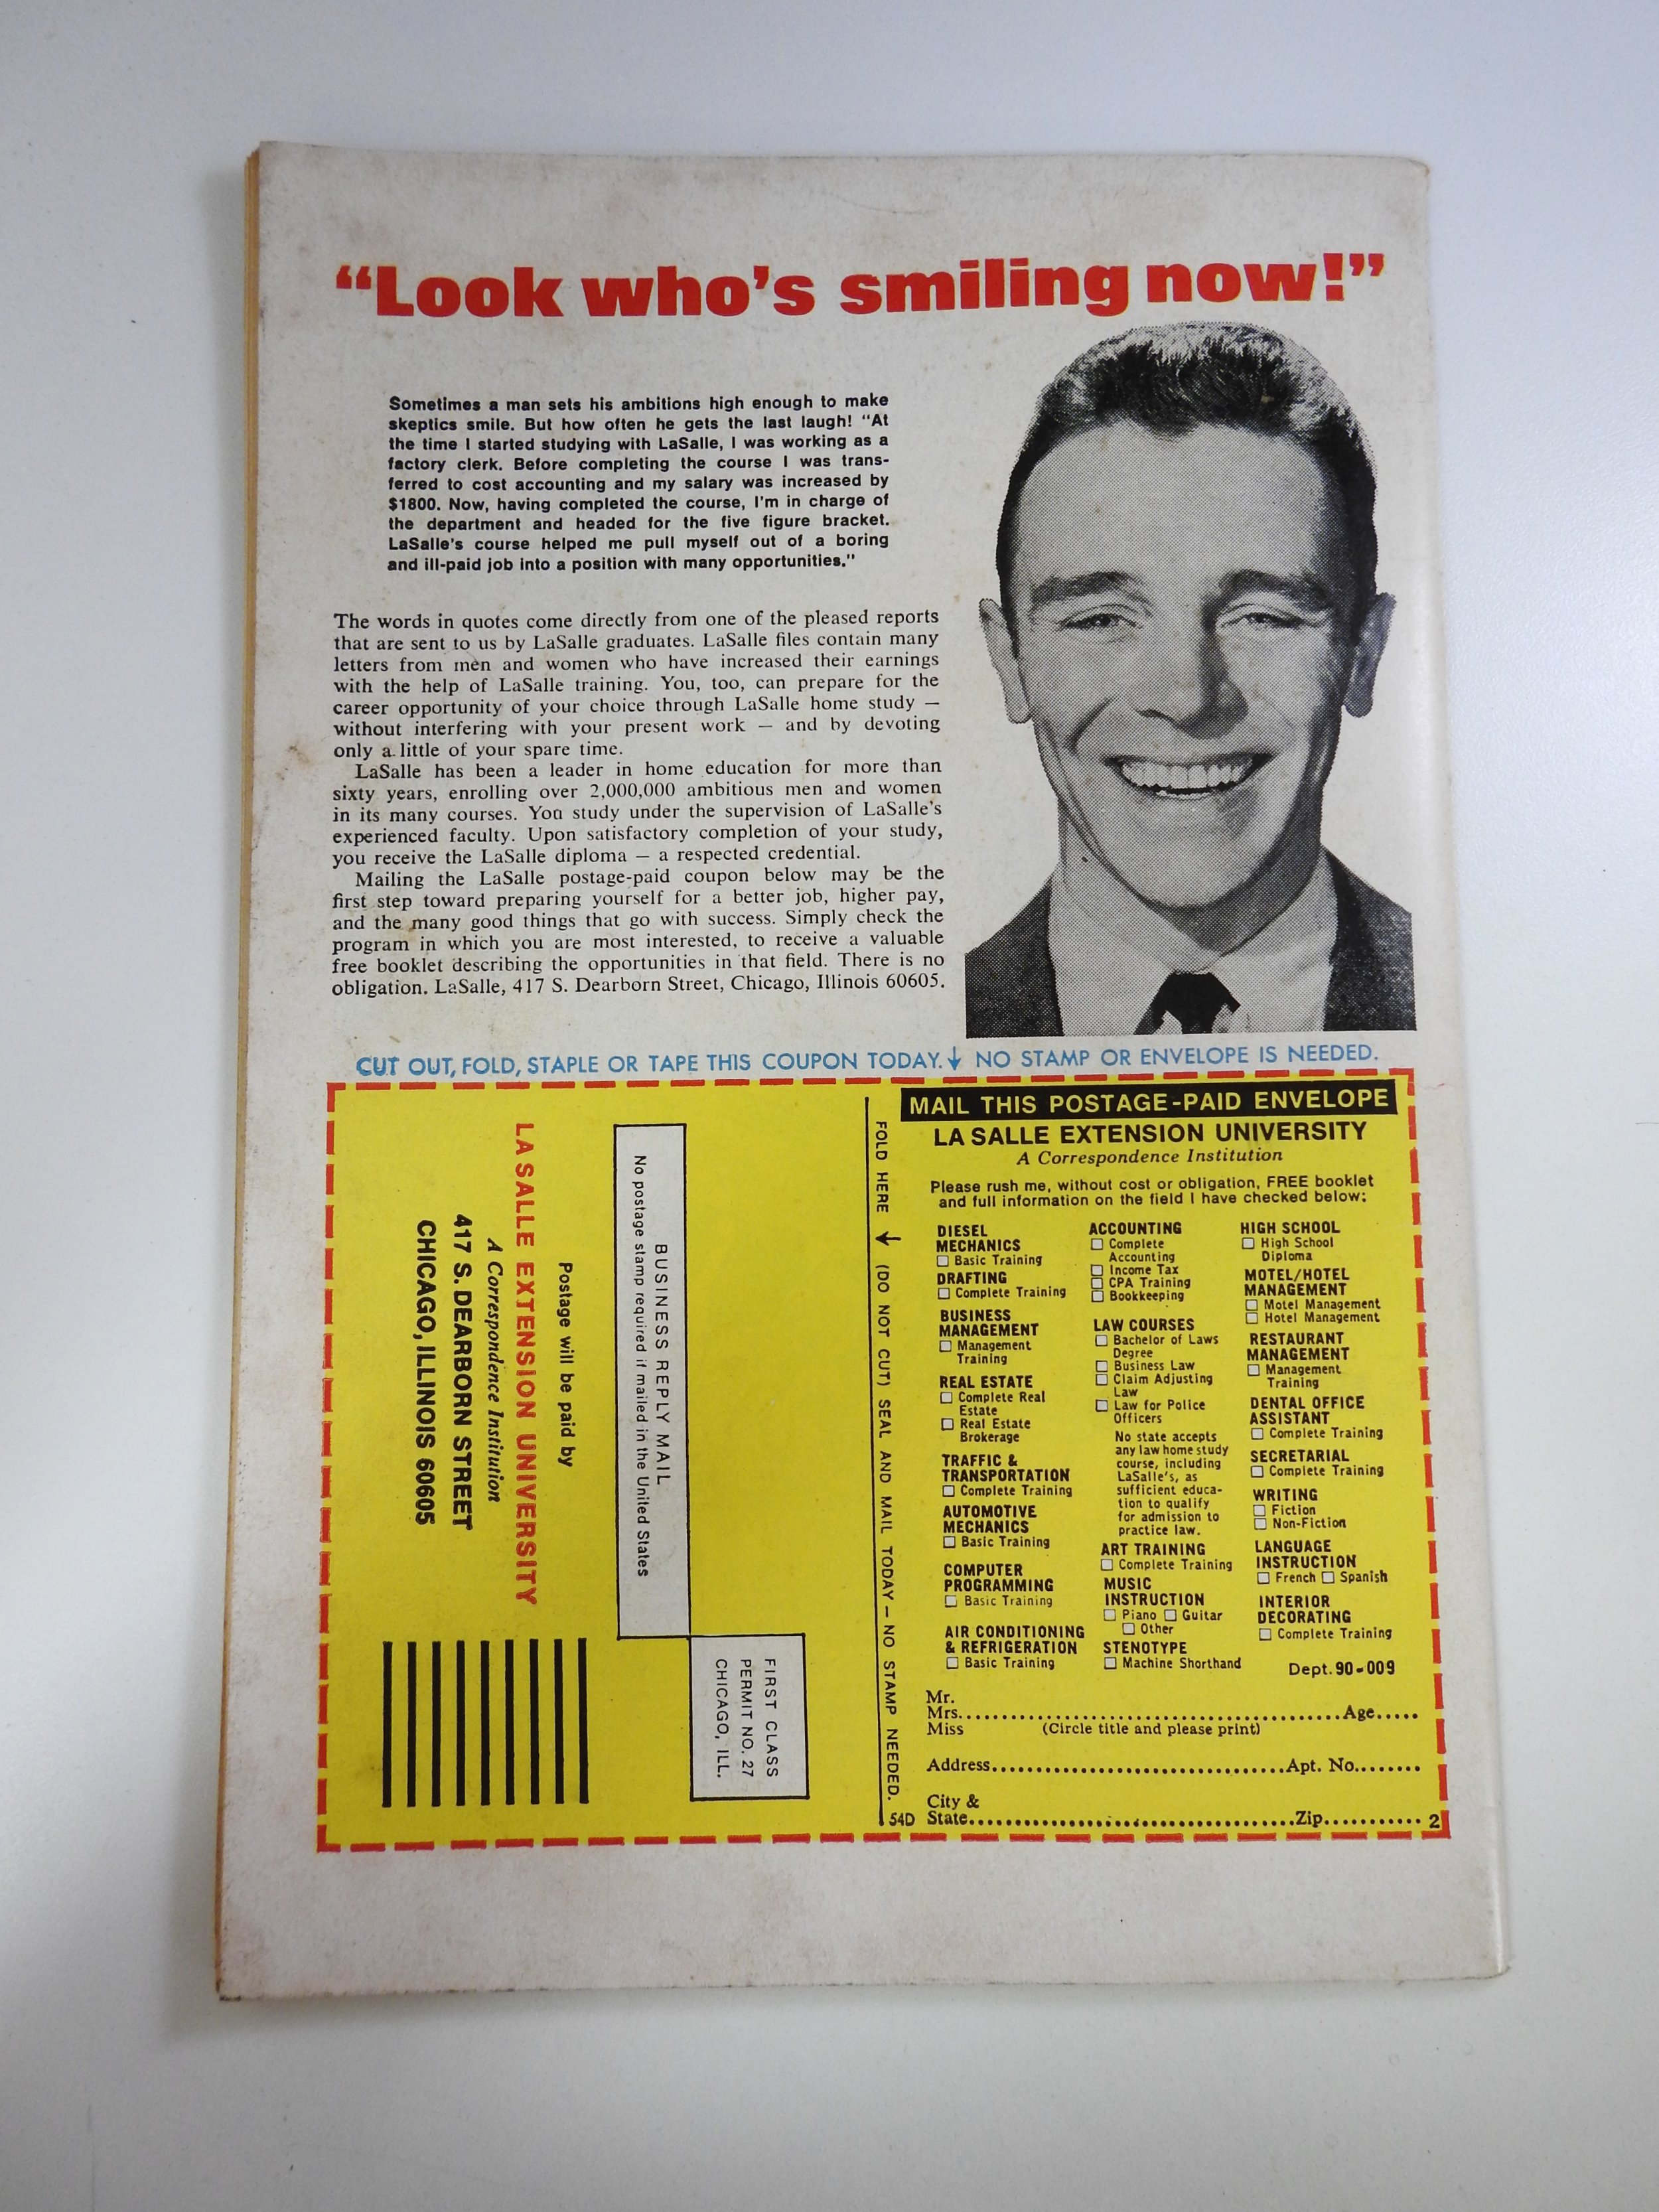 “Look who's smiling now!”
Sometimes a man sets his ambitions high enough to make
skeptics smile. But how often he gets the last laugh! “At
the time I started studying with LaSalle, I was working as a
factory clerk. Before completing the course I was trans-
ferred to cost accounting and my salary was increased by
$1800. Now, having completed the course, I'm in charge of
the department and headed for the five figure bracket.
LaSalle's course helped me pull myself out of a boring
and ill-paid job into a position with many opportunities.”
The words in quotes come directly from one of the pleased reports
that are sent to us by LaSalle graduates. LaSalle files contain many
letters from men and women who have increased their earnings
with the help of LaSalle training. You, too, can prepare for the
career opportunity of your choice through LaSalle home study —
without interfering with your present work — and by devoting
only a little of your spare time.
LaSalle has been a leader in home education for more than
sixty years, enrolling over 2,000,000 ambitious men and women
in its many courses. You study under the supervision of LaSalle's
experienced faculty. Upon satisfactory completion of your study,
you receive the LaSalle diploma — a respected credential.
Mailing the LaSalle postage-paid coupon below may be the
first step toward preparing yourself for a better job, higher pay,
and the many good things that go with success. Simply check the
program in which you are most interested, to receive a valuable
free booklet describing the opportunities in that field. There is no
obligation. LaSalle, 417 S. Dearborn Street, Chicago, Illinois 60605.
CUT OUT, FOLD, STAPLE OR TAPE THIS COUPON TODAY.↓ NO STAMP OR ENVELOPE IS NEEDED.
FIRST CLASS
PERMIT NO. 27
CHICAGO, ILL.
BUSINESS REPLY MAIL
No postage stamp required if mailed in the United States
Postage will be paid by
LA SALLE EXTENSION UNIVERSITY
A Correspondence Institution
417 S. DEARBORN STREET
CHICAGO, ILLINOIS 60605
FOLD HERE → (DO NOT CUT) SEAL AND MAIL TODAY — NO STAMP NEEDED.
54D
MAIL THIS POSTAGE-PAID ENVELOPE
LA SALLE EXTENSION UNIVERSITY
A Correspondence Institution
Please rush me, without cost or obligation, FREE booklet
and full information on the field I have checked below:
DIESEL
MECHANICS
☐ Basic Training
DRAFTING
☐ Complete Training
BUSINESS
MANAGEMENT
☐ Management
Training
REAL ESTATE
☐ Complete Real
Estate
☐ Real Estate
Brokerage
TRAFFIC &
TRANSPORTATION
☐ Complete Training
AUTOMOTIVE
MECHANICS
☐ Basic Training
COMPUTER
PROGRAMMING
☐ Basic Training
AIR CONDITIONING
& REFRIGERATION
☐ Basic Training
ACCOUNTING
☐ Complete
Accounting
☐ Income Tax
☐ CPA Training
☐ Bookkeeping
LAW COURSES
☐ Bachelor of Laws
Degree
☐ Business Law
☐ Claim Adjusting
Law
☐ Law for Police
Officers
No state accepts
any law home study
course, including
LaSalle's, as
sufficient educa-
tion to qualify
for admission to
practice law.
ART TRAINING
☐ Complete Training
MUSIC
INSTRUCTION
☐ Piano ☐ Guitar
☐ Other
STENOTYPE
☐ Machine Shorthand
HIGH SCHOOL
☐ High School
Diploma
MOTEL/HOTEL
MANAGEMENT
☐ Motel Management
☐ Hotel Management
RESTAURANT
MANAGEMENT
☐ Management
Training
DENTAL OFFICE
ASSISTANT
☐ Complete Training
SECRETARIAL
☐ Complete Training
WRITING
☐ Fiction
☐ Non-Fiction
LANGUAGE
INSTRUCTION
☐ French ☐ Spanish
INTERIOR
DECORATING
☐ Complete Training
Dept. 90-009
Mr.
Mrs.......................................Age.....
Miss (Circle title and please print)
Address.................................Apt. No........
City &
State....................................Zip........... 2